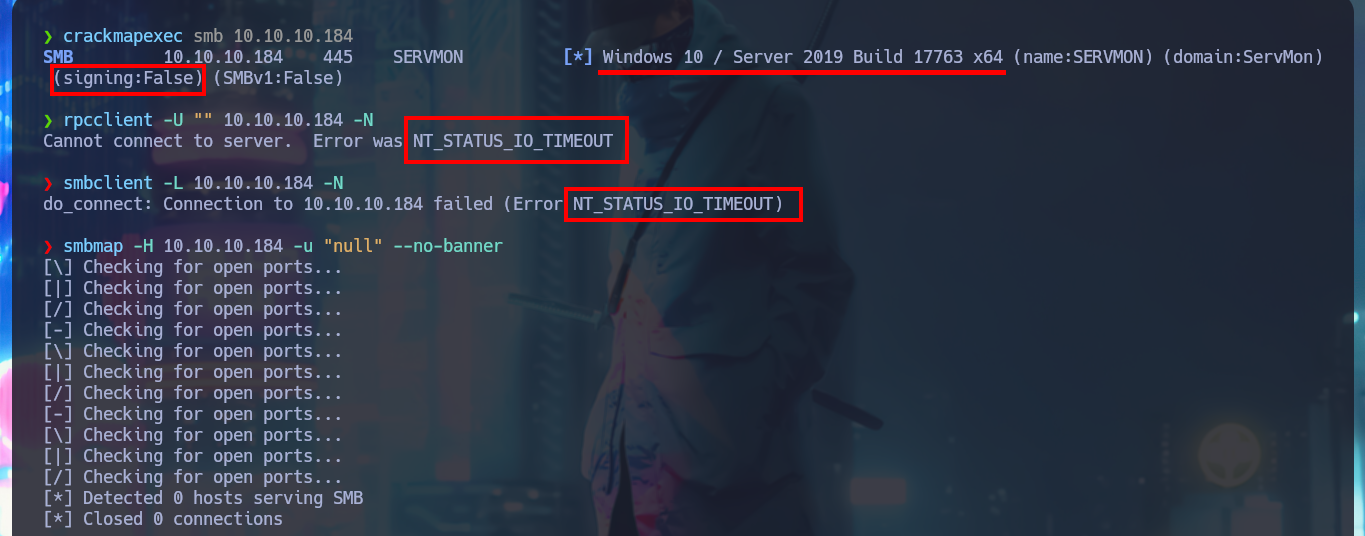 ❯ crackmapexec smb 10.10.10.184
SMB         10.10.10.184    445    SERVMON          [*] Windows 10 / Server 2019 Build 17763 x64 (name:SERVMON) (domain:ServMon)
(signing:False) (SMBv1:False)
❯ rpcclient -U "" 10.10.10.184 -N
Cannot connect to server.  Error was NT_STATUS_IO_TIMEOUT
❯ smbclient -L 10.10.10.184 -N
do_connect: Connection to 10.10.10.184 failed (Error NT_STATUS_IO_TIMEOUT)
❯ smbmap -H 10.10.10.184 -u "null" --no-banner
[\] Checking for open ports...
[|] Checking for open ports...
[/] Checking for open ports...
[-] Checking for open ports...
[\] Checking for open ports...
[|] Checking for open ports...
[/] Checking for open ports...
[-] Checking for open ports...
[\] Checking for open ports...
[|] Checking for open ports...
[/] Checking for open ports...
[*] Detected 0 hosts serving SMB
[*] Closed 0 connections